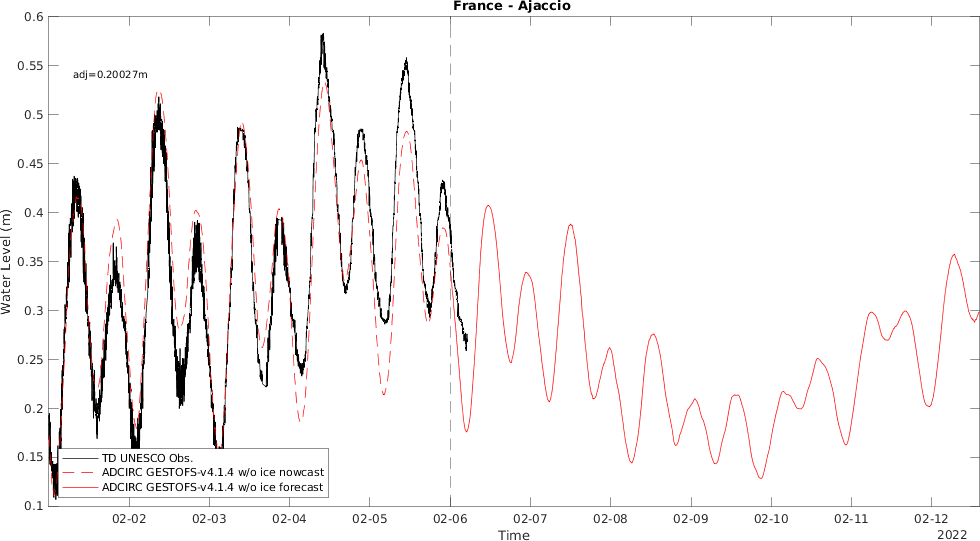 France - Ajaccio
0.6
0.55
0.5
0.45
0.4
0.35
0.3
0.25
0.2
0.15
0.1
Water Level (m)
adj=0.20027m
TD UNESCO Obs.
ADCIRC GESTOFS-v4.1.4 w/o ice nowcast
ADCIRC GESTOFS-v4.1.4 w/o ice forecast
02-02 02-03 02-04 02-05 02-06 02-07 02-08 02-09 02-10 02-11 02-12
Time
2022